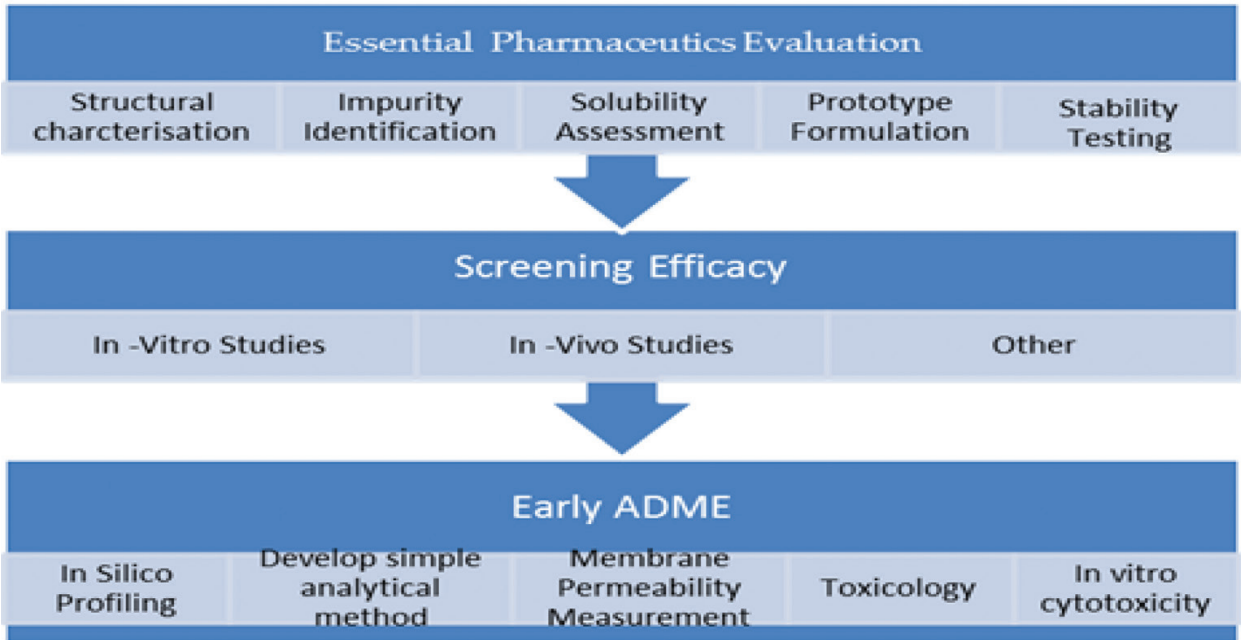 Essential Pharmaceutics Evaluation
Structural
charcterisation
Impurity
Identification
Solubility
Assessment
Prototype
Formulation
Stability
Testing
Screening Efficacy
In -Vitro Studies
In -Vivo Studies
Other
Early ADME
In Silico
Profiling
Develop simple
analytical
method
Membrane
Permeability
Measurement
Toxicology
In vitro
cytotoxicity